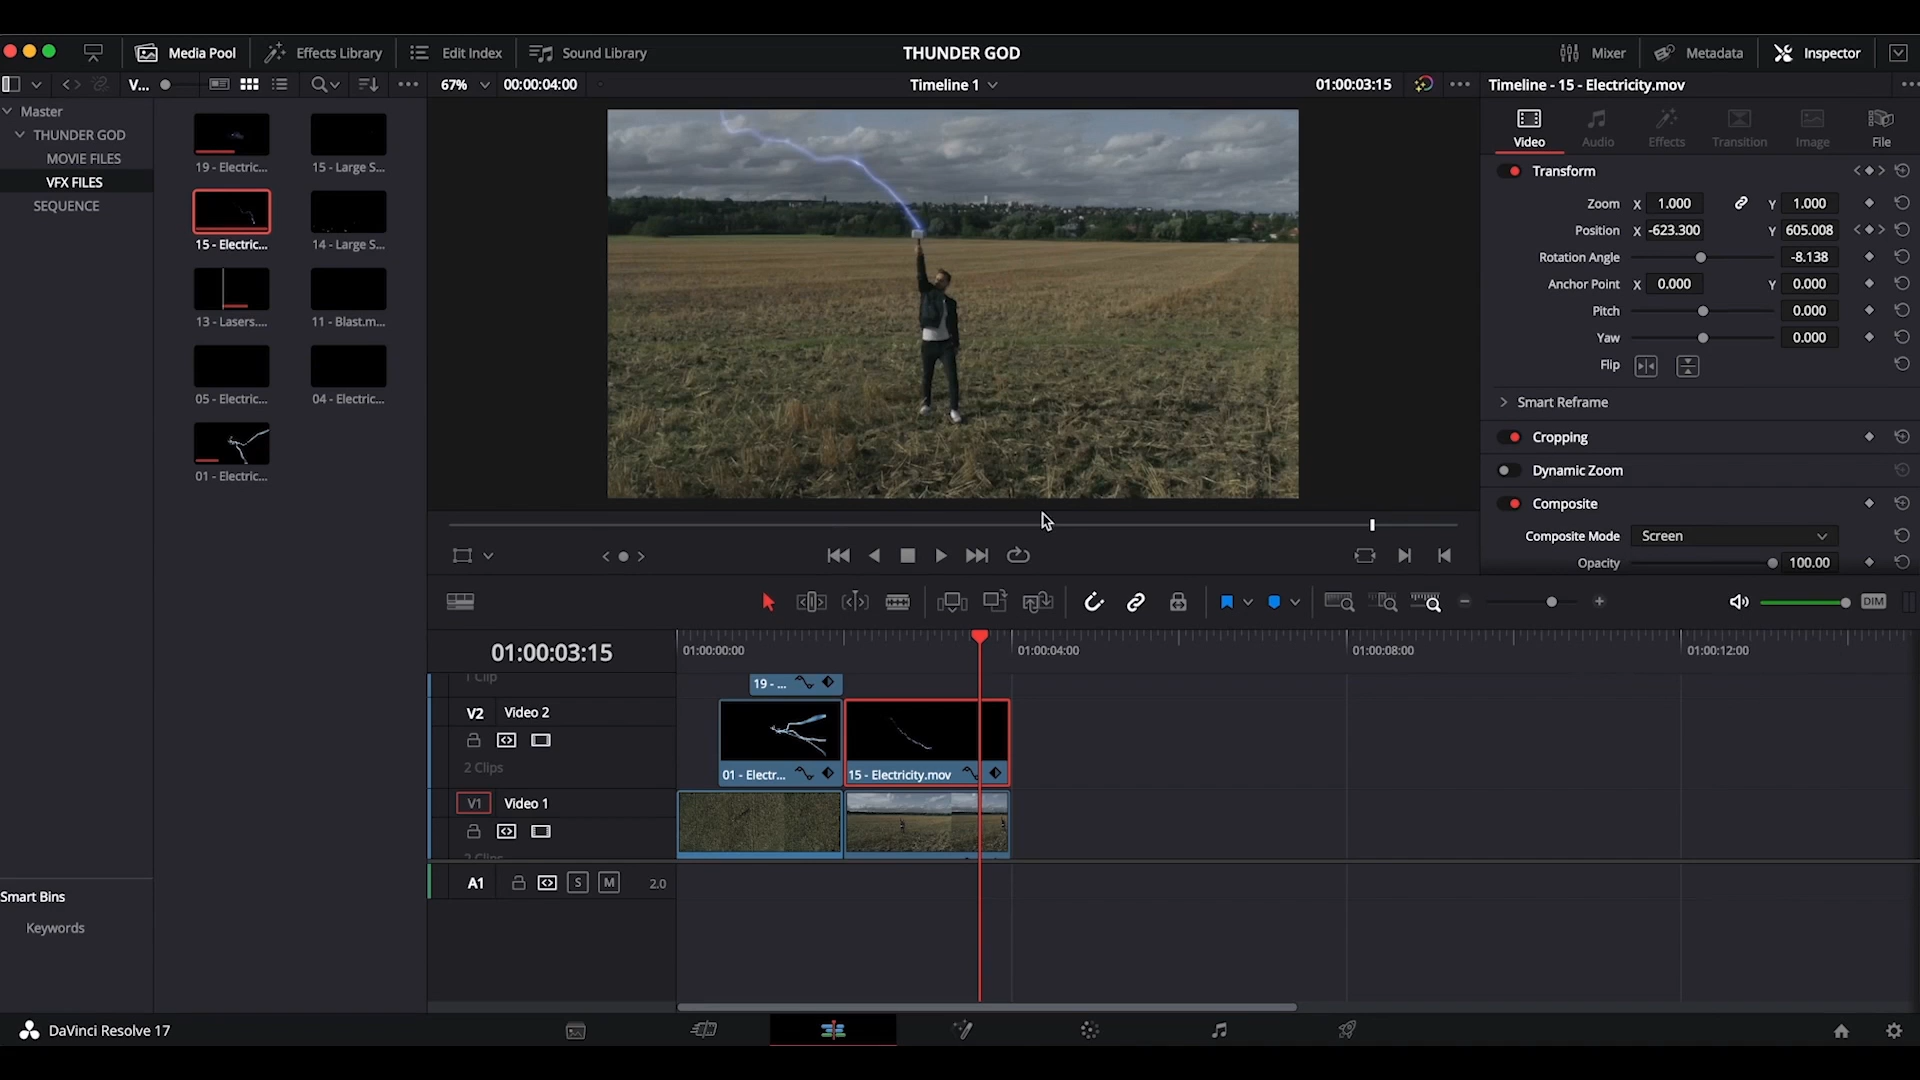 Media Pool
Effects Library
Edit Index
Sound Library
THUNDER GOD
Mixer
Metadata
Inspector
V...
67%
00:00:04:00
Timeline 1
01:00:03:15
Timeline - 15 - Electricity.mov
Master
THUNDER GOD
MOVIE FILES
VFX FILES
SEQUENCE
19 - Electric...
15 - Large S...
15 - Electric...
14 - Large S...
13 - Lasers....
11 - Blast.m...
05 - Electric...
04 - Electric...
01 - Electric...
Video
Audio
Effects
Transition
Image
File
Transform
Zoom X 1.000 Y 1.000
Position X -623.300 Y 605.008
Rotation Angle -8.138
Anchor Point X 0.000 Y 0.000
Pitch 0.000
Yaw 0.000
Flip
Smart Reframe
Cropping
Dynamic Zoom
Composite
Composite Mode Screen
Opacity 100.00
DIM
01:00:03:15
01:00:00:00
01:00:04:00
01:00:08:00
01:00:12:00
1 Clip
19 - ...
V2 Video 2
2 Clips
01 - Electr...
15 - Electricity.mov
V1 Video 1
2 Clips
A1 S M 2.0
Smart Bins
Keywords
DaVinci Resolve 17